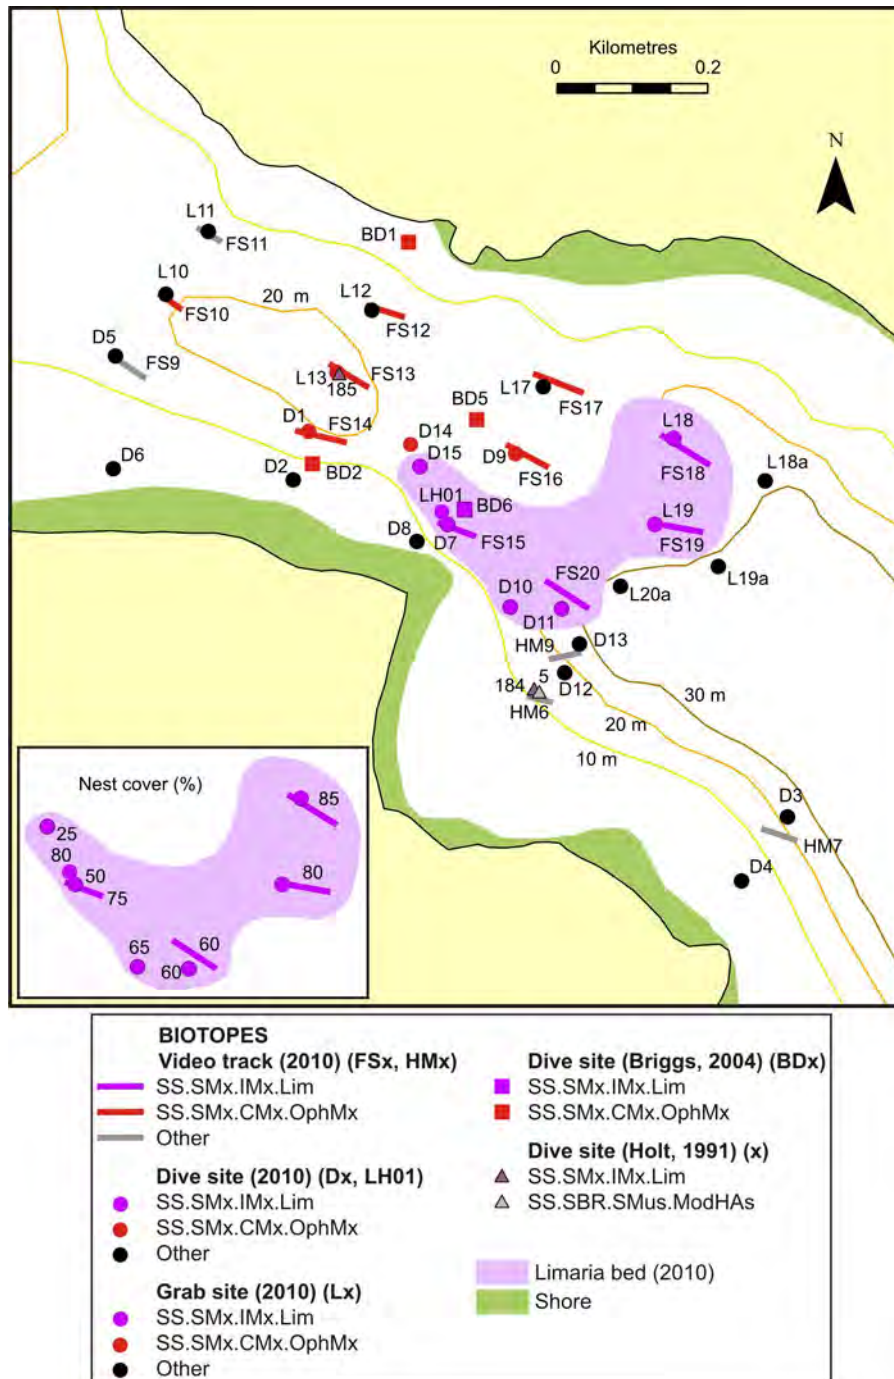 Kilometres
0 0.2
N
L11
FS11
BD1
L10
FS10
20 m
L12
FS12
D5
FS9
L13
185
FS13
L17
FS17
D1
FS14
BD5
D14
D9
FS16
L18
FS18
D6
D2
BD2
D15
L18a
LH01
BD6
L19
FS19
D8
D7
FS15
L19a
FS20
L20a
D10
D11
D13
HM9
D12
184
5
HM6
30 m
20 m
10 m
D3
HM7
D4
Nest cover (%)
85
25
80
50
75
80
65
60
60
BIOTOPES
Video track (2010) (FSx, HMx)
SS.SMx.IMx.Lim
SS.SMx.CMx.OphMx
Other
Dive site (2010) (Dx, LH01)
SS.SMx.IMx.Lim
SS.SMx.CMx.OphMx
Other
Grab site (2010) (Lx)
SS.SMx.IMx.Lim
SS.SMx.CMx.OphMx
Other
Dive site (Briggs, 2004) (BDx)
SS.SMx.IMx.Lim
SS.SMx.CMx.OphMx
Dive site (Holt, 1991) (x)
SS.SMx.IMx.Lim
SS.SBR.SMus.ModHAs
Limaria bed (2010)
Shore